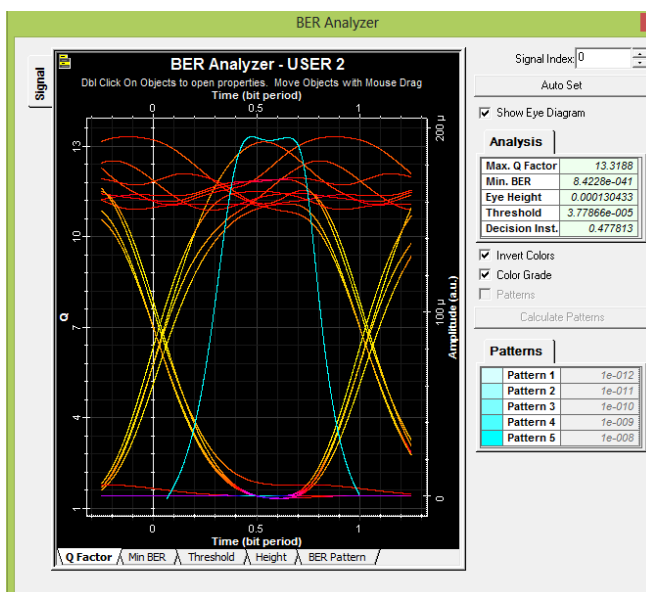 BER Analyzer
Signal
BER Analyzer - USER 2
Dbl Click On Objects to open properties. Move Objects with Mouse Drag
Time (bit period)
0 0.5 1
Q
1 4 7 10 13
Amplitude (a.u.)
0 100 µ 200 µ
0 0.5 1
Time (bit period)
Q Factor Min BER Threshold Height BER Pattern
Signal Index: 0
Auto Set
Show Eye Diagram
Analysis
Max. Q Factor 13.3188
Min. BER 8.4228e-041
Eye Height 0.000130433
Threshold 3.77866e-005
Decision Inst. 0.477813
Invert Colors
Color Grade
Patterns
Calculate Patterns
Patterns
Pattern 1 1e-012
Pattern 2 1e-011
Pattern 3 1e-010
Pattern 4 1e-009
Pattern 5 1e-008